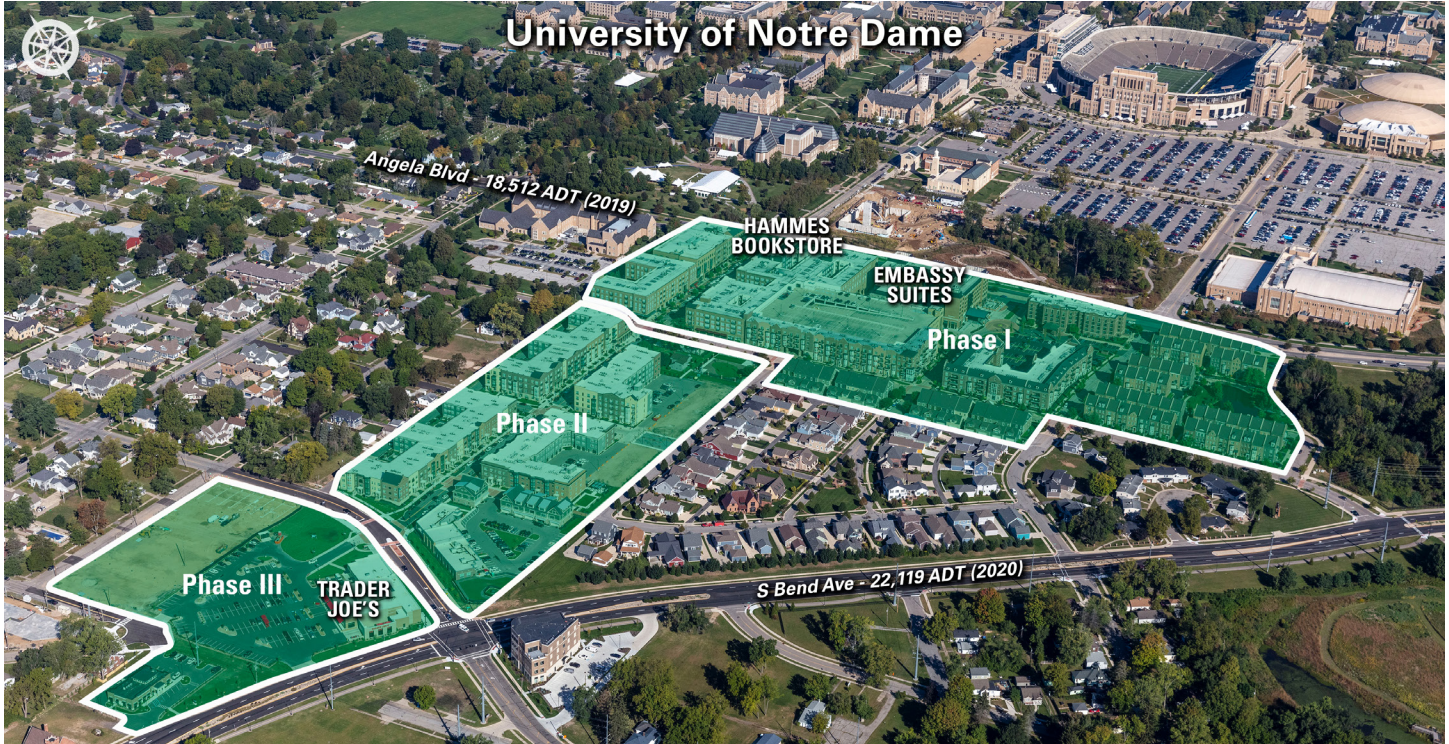 N
University of Notre Dame
Angela Blvd - 18,512 ADT (2019)
HAMMES
BOOKSTORE
EMBASSY
SUITES
Phase I
Phase II
Phase III
TRADER
JOE'S
S Bend Ave - 22,119 ADT (2020)